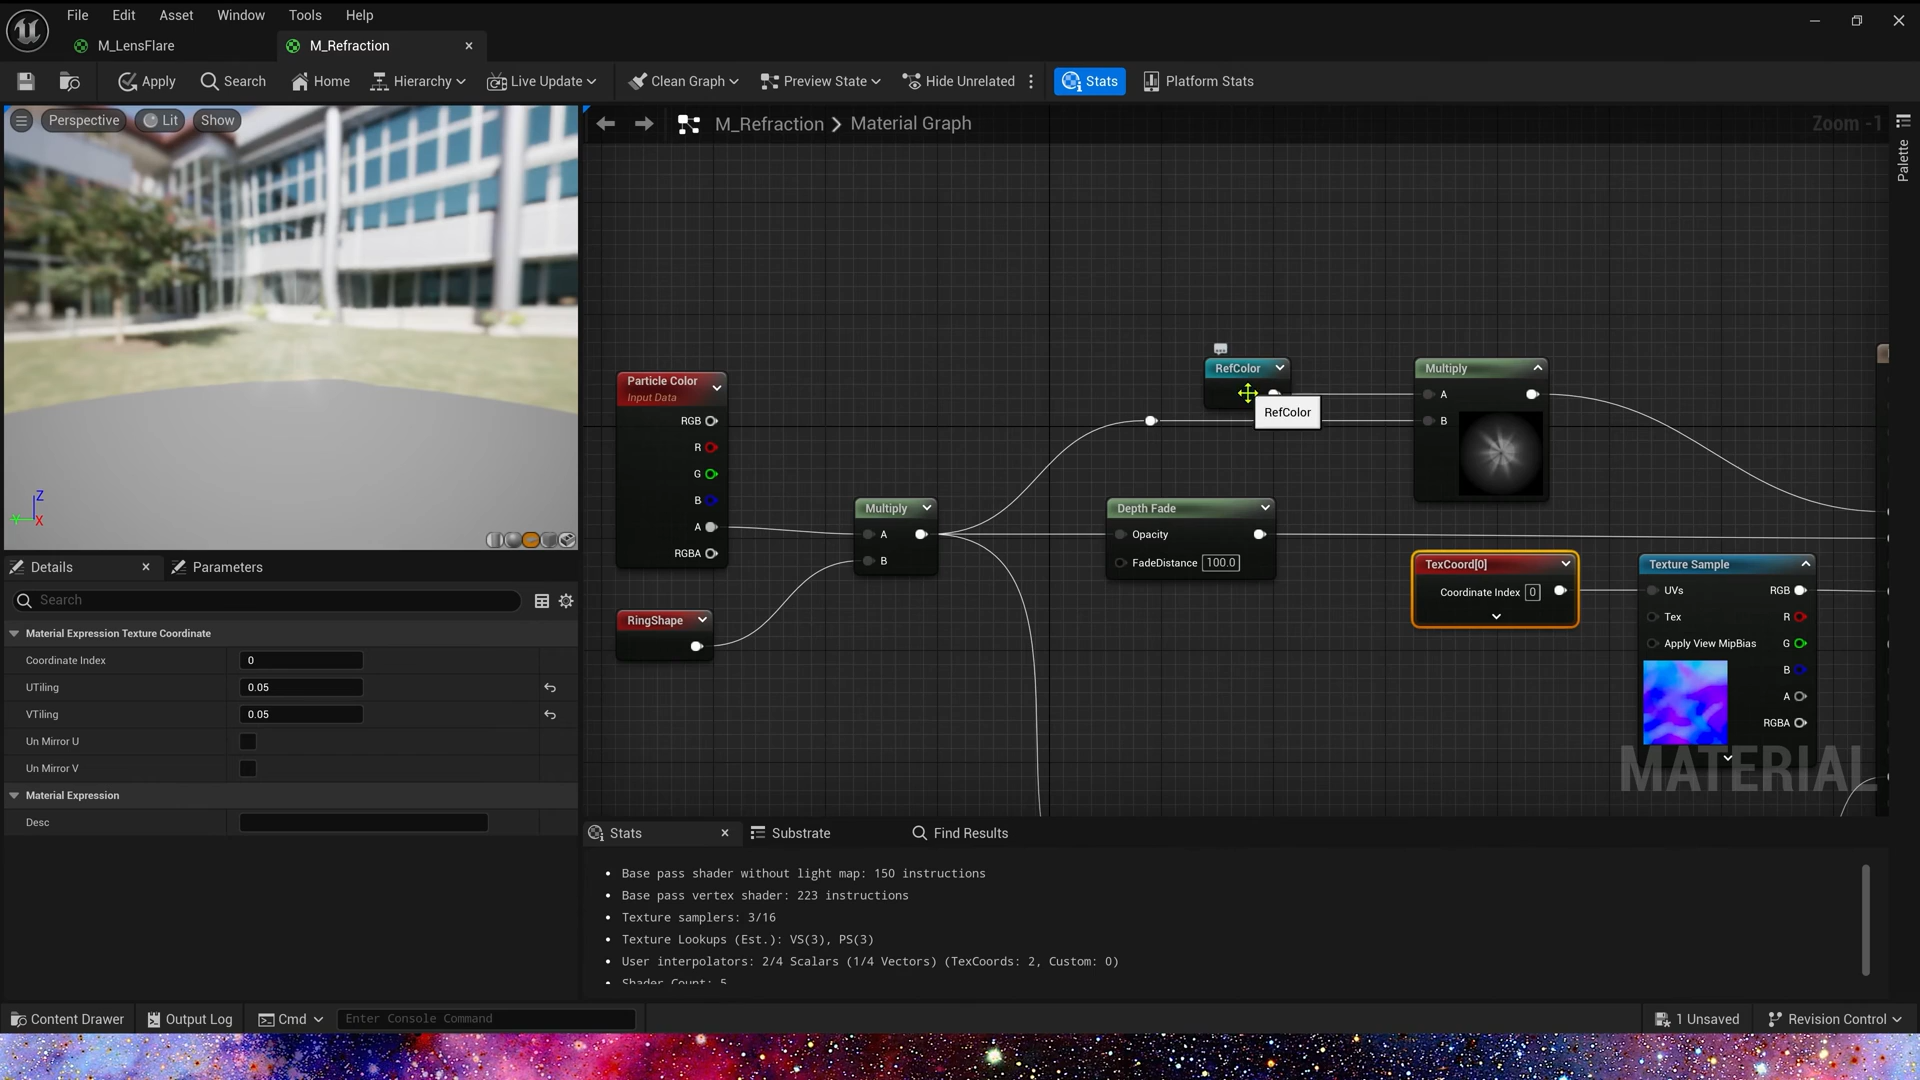 File Edit Asset Window Tools Help
M_LensFlare M_Refraction
Apply Search Home Hierarchy Live Update Clean Graph Preview State Hide Unrelated Stats Platform Stats
Perspective Lit Show
M_Refraction Material Graph
Zoom -1
Palette
RefColor
RefColor
Multiply
A
B
Particle Color
Input Data
RGB
R
G
B
A
RGBA
Multiply
A
B
Depth Fade
Opacity
FadeDistance 100.0
RingShape
TexCoord[0]
Coordinate Index 0
Texture Sample
UVs RGB
Tex R
Apply View MipBias G
B
A
RGBA
MATERIAL
Z
Y
X
Details Parameters
Search
Material Expression Texture Coordinate
Coordinate Index 0
UTiling 0.05
VTiling 0.05
Un Mirror U
Un Mirror V
Material Expression
Desc
Stats Substrate Find Results
Base pass shader without light map: 150 instructions
Base pass vertex shader: 223 instructions
Texture samplers: 3/16
Texture Lookups (Est.): VS(3), PS(3)
User interpolators: 2/4 Scalars (1/4 Vectors) (TexCoords: 2, Custom: 0)
Shader Count: 5
Content Drawer Output Log Cmd Enter Console Command 1 Unsaved Revision Control